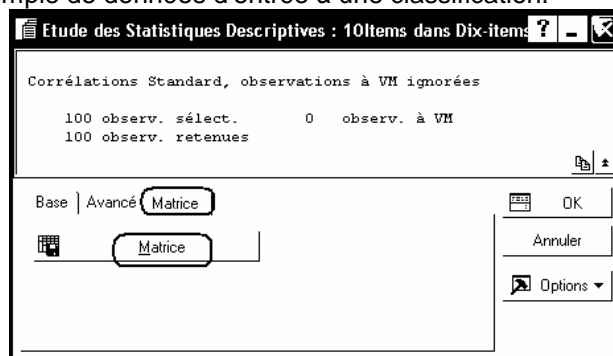 mple de données d'entrée à une classification.
Etude des Statistiques Descriptives : 10Items dans Dix-items ?
Corrélations Standard, observations à VM ignorées
100 observ. sélect. 0 observ. à VM
100 observ. retenues
Base Avancé Matrice
OK
Matrice
Annuler
Options